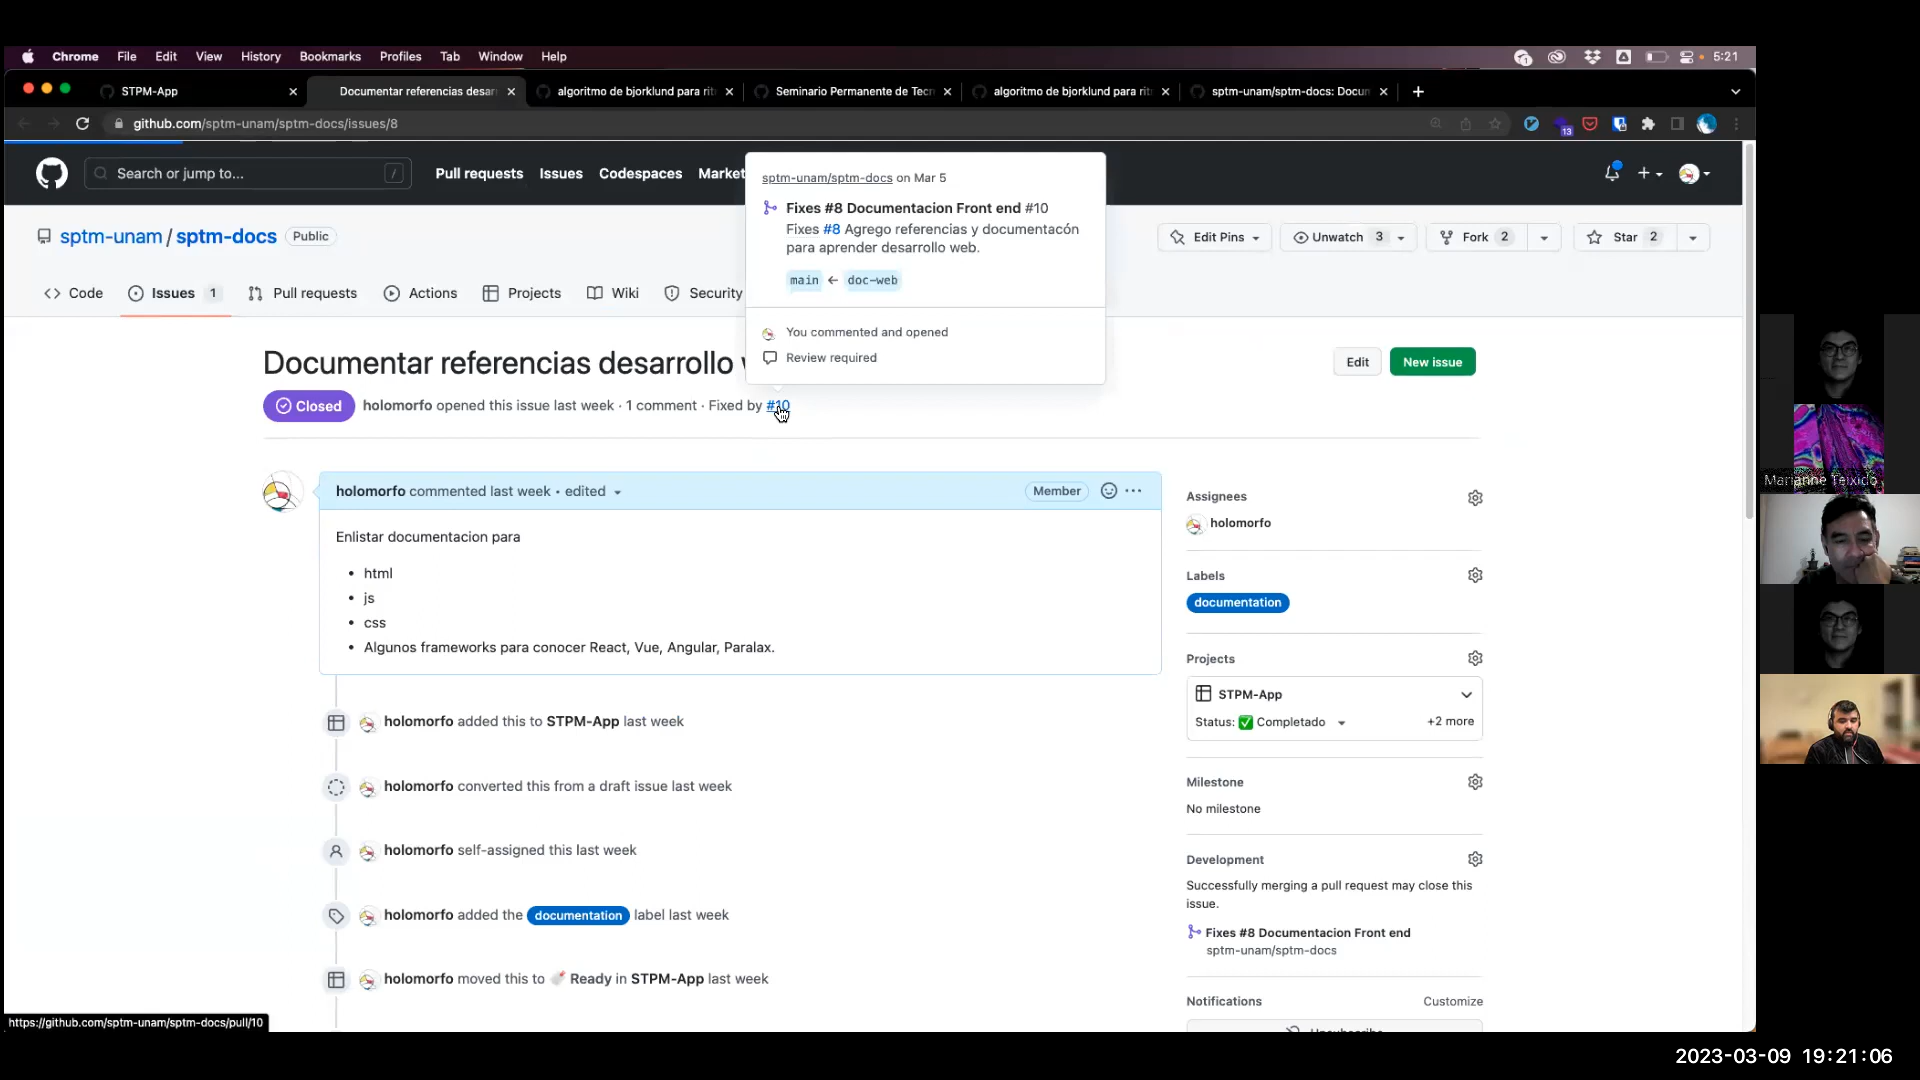 Chrome File Edit View History Bookmarks Profiles Tab Window Help 5:21
STPM-App
Documentar referencias desar
algoritmo de bjorklund para rit
Seminario Permanente de Tecn
algoritmo de bjorklund para rit
sptm-unam/sptm-docs: Docum
github.com/sptm-unam/sptm-docs/issues/8
13
Search or jump to... /
Pull requests Issues Codespaces Market
sptm-unam/sptm-docs on Mar 5
Fixes #8 Documentacion Front end #10
Fixes #8 Agrego referencias y documentacón
para aprender desarrollo web.
main ← doc-web
You commented and opened
Review required
sptm-unam / sptm-docs Public
Edit Pins Unwatch 3 Fork 2 Star 2
Code Issues 1 Pull requests Actions Projects Wiki Security
Documentar referencias desarrollo
Edit New issue
Closed holomorfo opened this issue last week · 1 comment · Fixed by #10
holomorfo commented last week • edited Member
Enlistar documentacion para
• html
• js
• css
• Algunos frameworks para conocer React, Vue, Angular, Paralax.
holomorfo added this to STPM-App last week
holomorfo converted this from a draft issue last week
holomorfo self-assigned this last week
holomorfo added the documentation label last week
holomorfo moved this to Ready in STPM-App last week
Assignees
holomorfo
Labels
documentation
Projects
STPM-App
Status: ✅ Completado +2 more
Milestone
No milestone
Development
Successfully merging a pull request may close this
issue.
Fixes #8 Documentacion Front end
sptm-unam/sptm-docs
Notifications Customize
https://github.com/sptm-unam/sptm-docs/pull/10
Marianne Teixido
2023-03-09 19:21:06